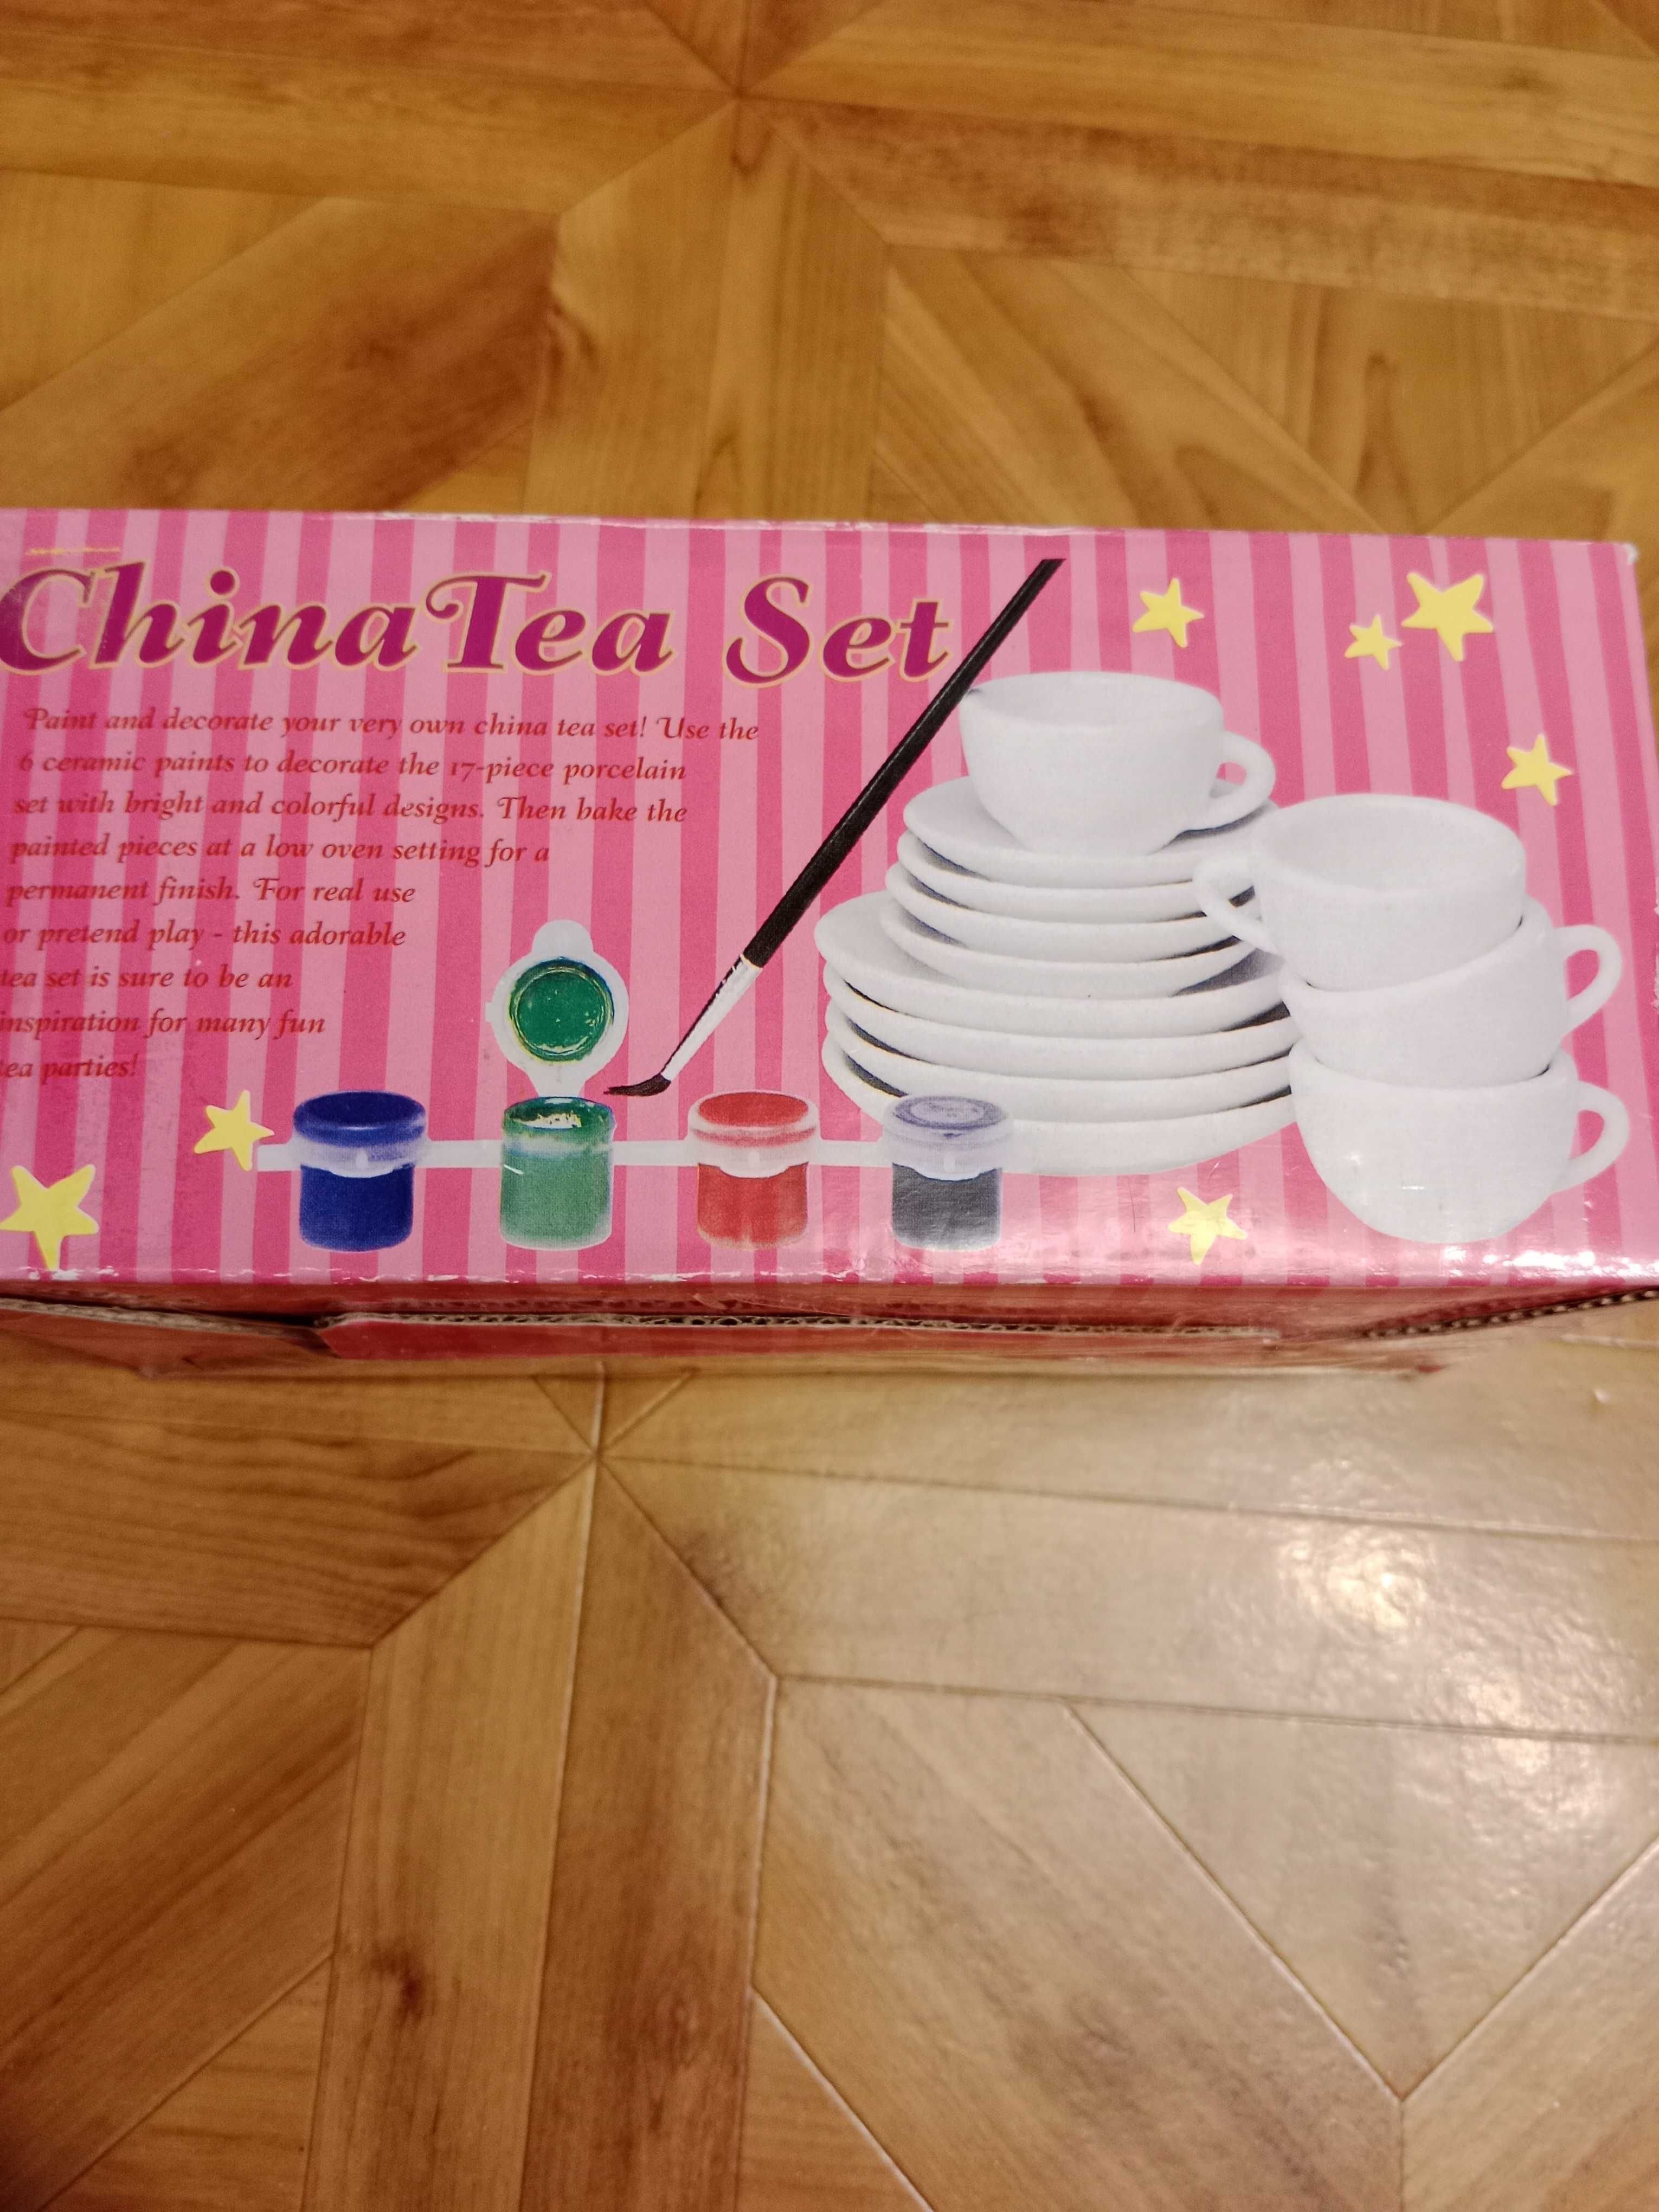 China Tea Set
Paint and decorate your very own china tea set! Use the
6 ceramic paints to decorate the 17-piece porcelain
set with bright and colorful designs. Then bake the
painted pieces at a low oven setting for a
permanent finish. For real use
or pretend play - this adorable
tea set is sure to be an
inspiration for many fun
tea parties!